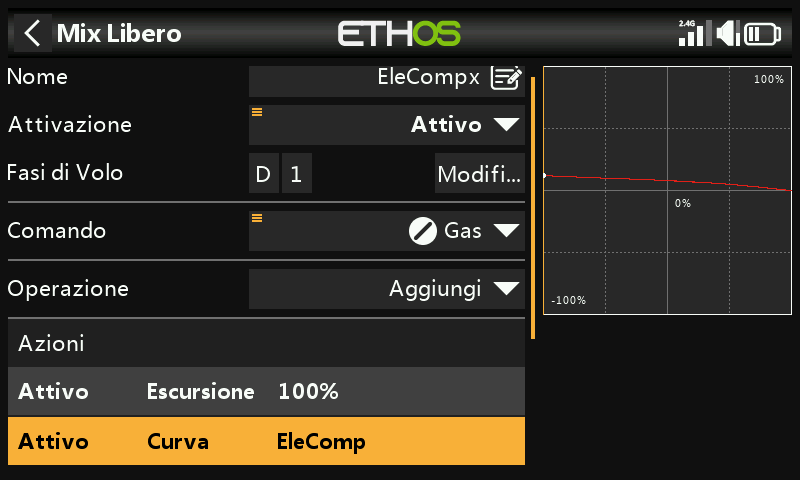 Mix Libero
ETHOS
2.4G
Nome EleCompx
Attivazione Attivo
Fasi di Volo D 1 Modifi...
Comando Gas
Operazione Aggiungi
Azioni
Attivo Escursione 100%
Attivo Curva EleComp
100%
0%
-100%